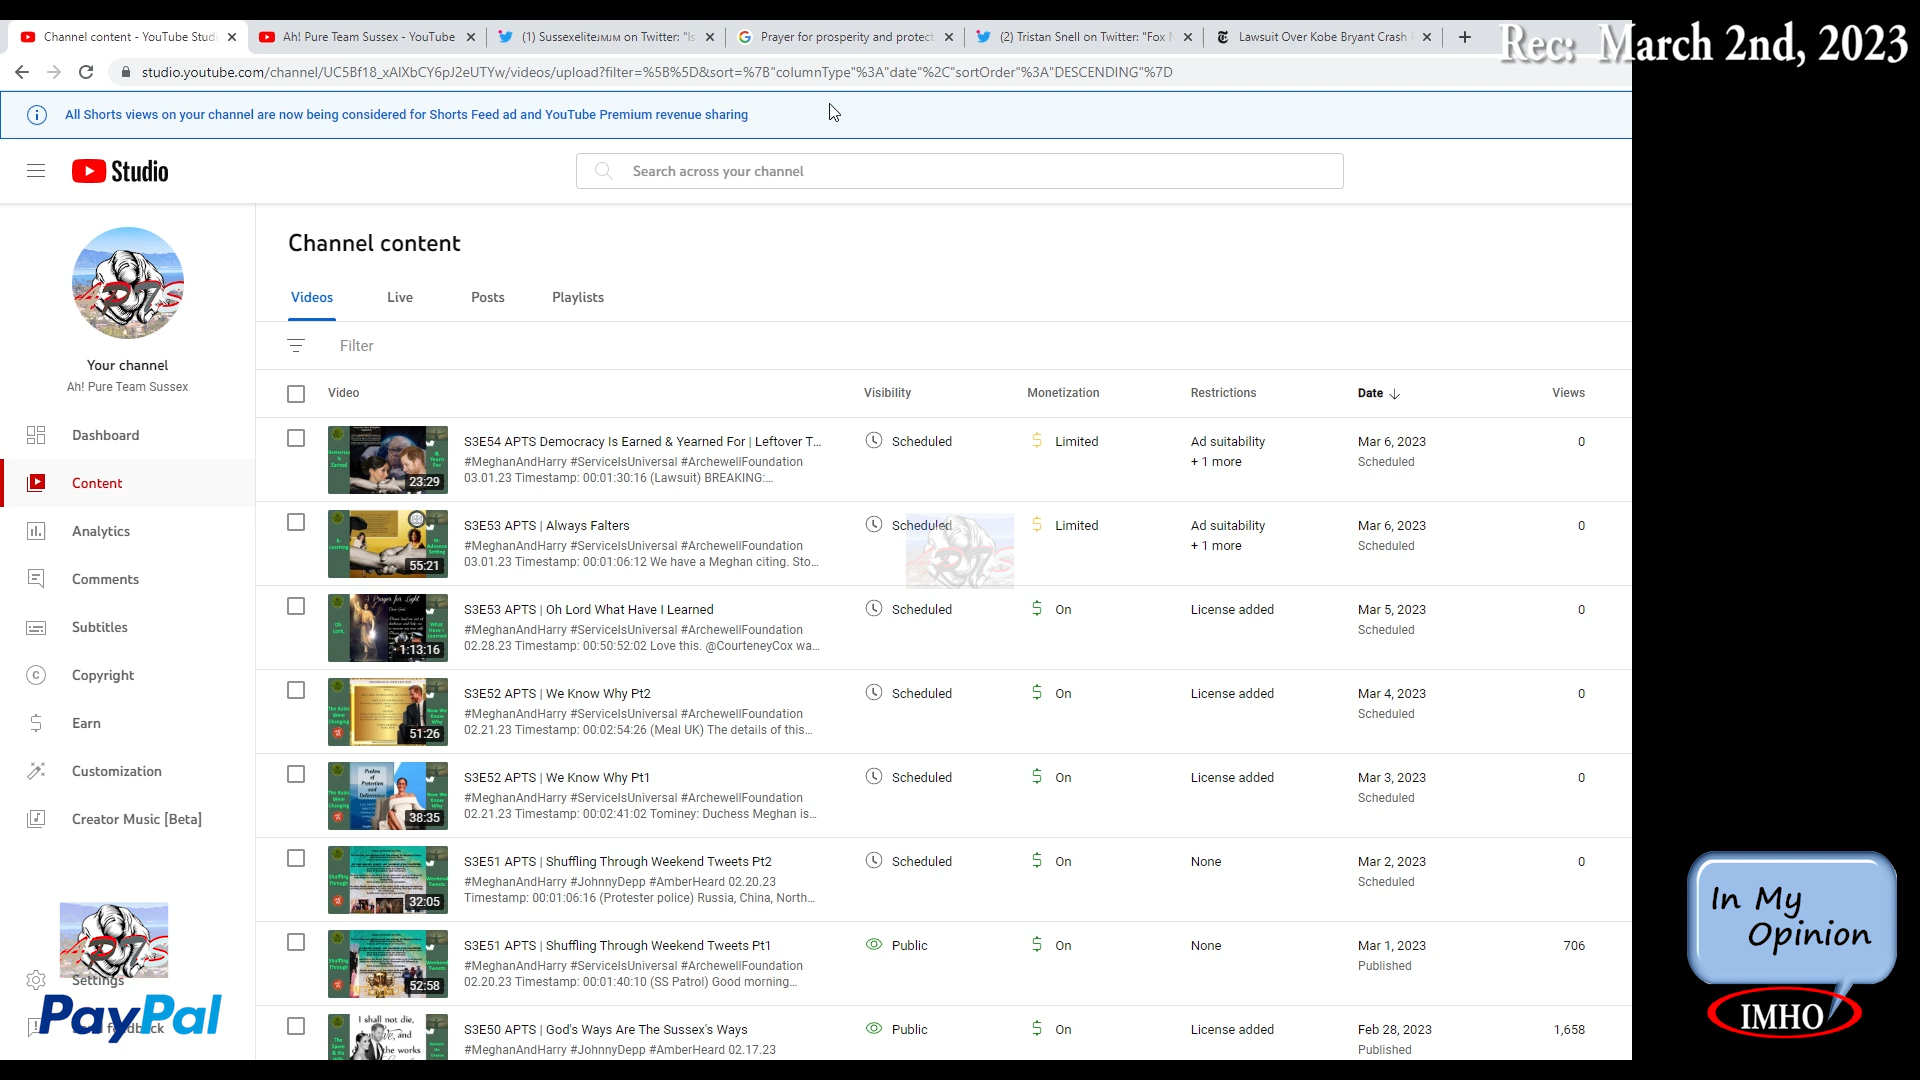 Channel content - YouTube Studi
Ah! Pure Team Sussex - YouTube
(1) SussexeliteJMJM on Twitter: "Is
Prayer for prosperity and protect
(2) Tristan Snell on Twitter: "Fox N
Lawsuit Over Kobe Bryant Crash
Rec: March 2nd, 2023
studio.youtube.com/channel/UC5Bf18_xAIXbCY6pJ2eUTYw/videos/upload?filter=%5B%5D&sort=%7B"columnType"%3A"date"%2C"sortOrder"%3A"DESCENDING"%7D
All Shorts views on your channel are now being considered for Shorts Feed ad and YouTube Premium revenue sharing
Studio
Search across your channel
Your channel
Ah! Pure Team Sussex
Dashboard
Content
Analytics
Comments
Subtitles
Copyright
Earn
Customization
Creator Music [Beta]
Settings
PayPal
Channel content
Videos Live Posts Playlists
Filter
Video Visibility Monetization Restrictions Date Views
S3E54 APTS Democracy Is Earned & Yearned For | Leftover T... Scheduled Limited Ad suitability Mar 6, 2023 0
#MeghanAndHarry #ServiceIsUniversal #ArchewellFoundation + 1 more Scheduled
03.01.23 Timestamp: 00:01:30:16 (Lawsuit) BREAKING:...
23:29
S3E53 APTS | Always Falters Scheduled Limited Ad suitability Mar 6, 2023 0
#MeghanAndHarry #ServiceIsUniversal #ArchewellFoundation + 1 more Scheduled
03.01.23 Timestamp: 00:01:06:12 We have a Meghan citing. Sto...
55:21
S3E53 APTS | Oh Lord What Have I Learned Scheduled On License added Mar 5, 2023 0
#MeghanAndHarry #ServiceIsUniversal #ArchewellFoundation Scheduled
02.28.23 Timestamp: 00:50:52:02 Love this. @CourteneyCox wa...
1:13:16
S3E52 APTS | We Know Why Pt2 Scheduled On License added Mar 4, 2023 0
#MeghanAndHarry #ServiceIsUniversal #ArchewellFoundation Scheduled
02.21.23 Timestamp: 00:02:54:26 (Meal UK) The details of this...
51:26
S3E52 APTS | We Know Why Pt1 Scheduled On License added Mar 3, 2023 0
#MeghanAndHarry #ServiceIsUniversal #ArchewellFoundation Scheduled
02.21.23 Timestamp: 00:02:41:02 Tominey: Duchess Meghan is...
38:35
S3E51 APTS | Shuffling Through Weekend Tweets Pt2 Scheduled On None Mar 2, 2023 0
#MeghanAndHarry #JohnnyDepp #AmberHeard 02.20.23 Scheduled
Timestamp: 00:01:06:16 (Protester police) Russia, China, North...
32:05
S3E51 APTS | Shuffling Through Weekend Tweets Pt1 Public On None Mar 1, 2023 706
#MeghanAndHarry #ServiceIsUniversal #ArchewellFoundation Published
02.20.23 Timestamp: 00:01:40:10 (SS Patrol) Good morning...
52:58
I shall not die,
S3E50 APTS | God's Ways Are The Sussex's Ways Public On License added Feb 28, 2023 1,658
#MeghanAndHarry #JohnnyDepp #AmberHeard 02.17.23 Published
In My
Opinion
IMHO